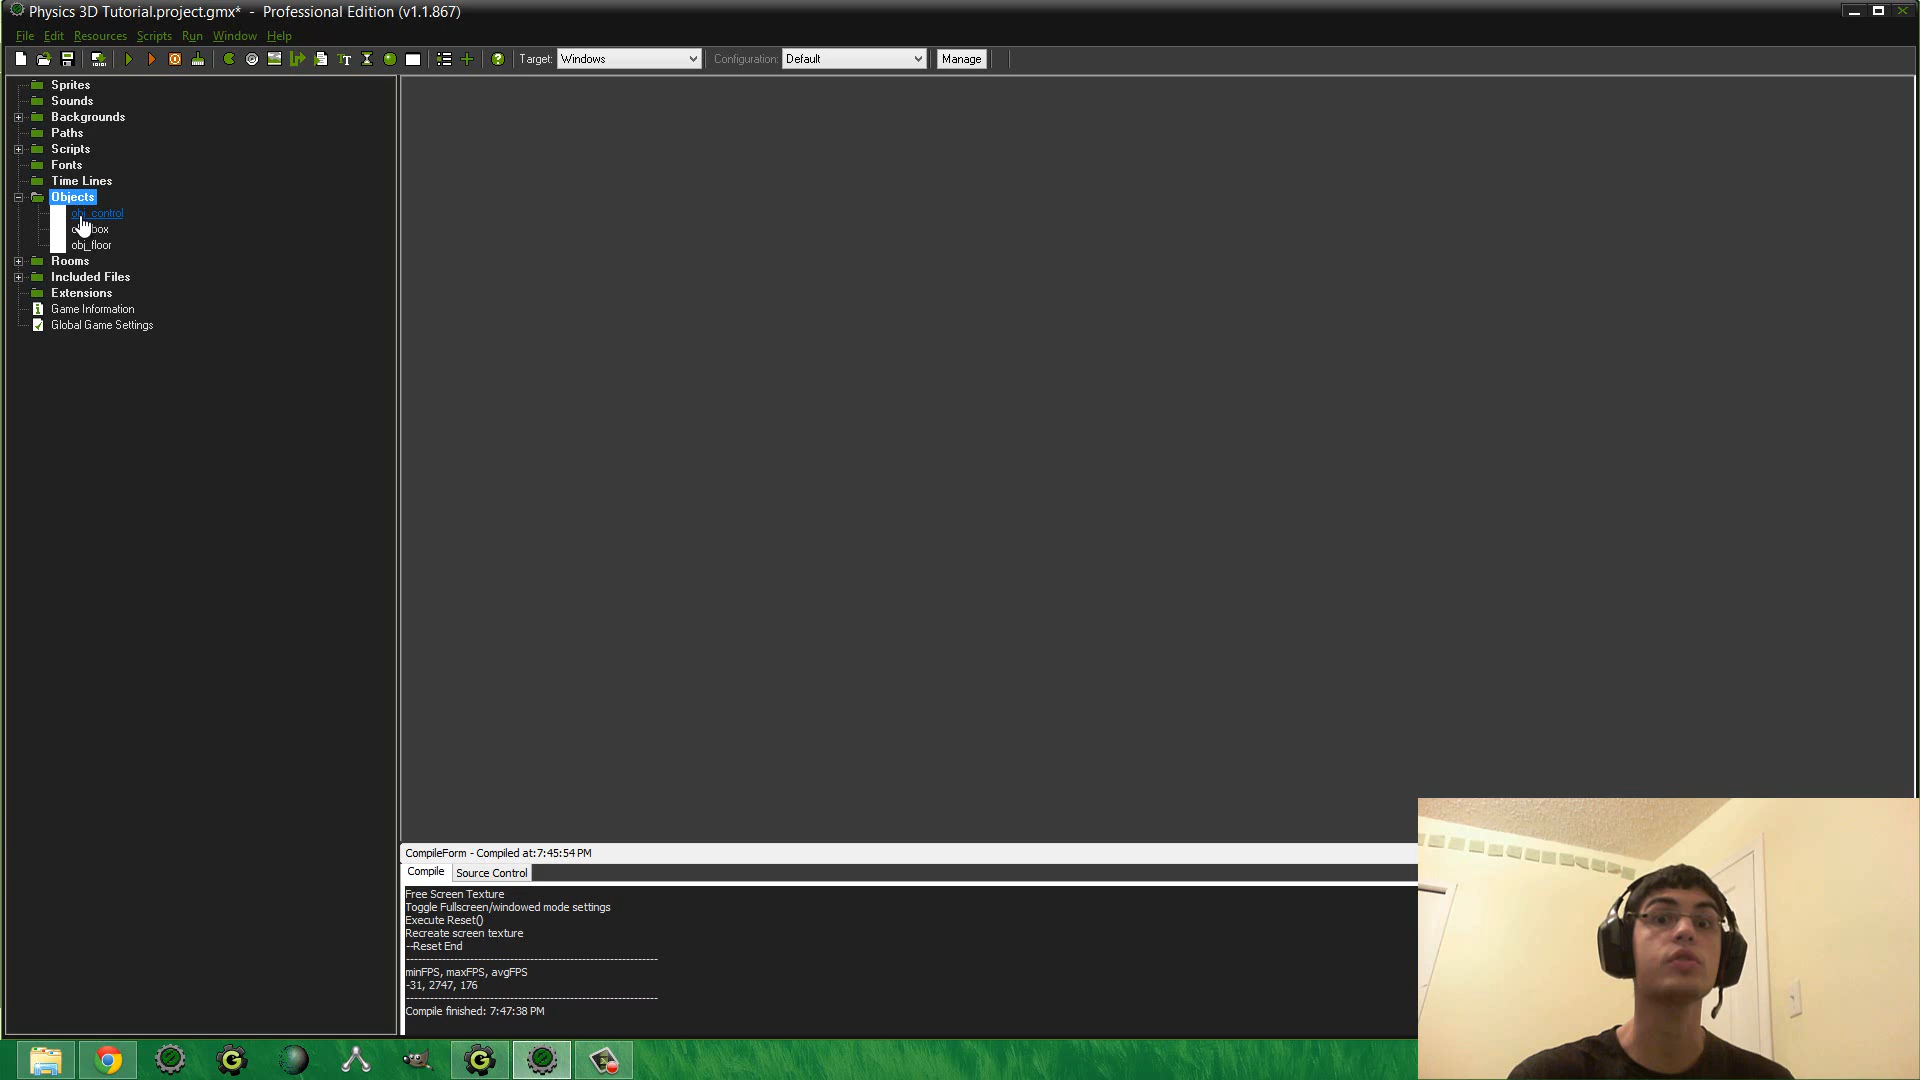 Physics 3D Tutorial.project.gmx* - Professional Edition (v1.1.867)
File Edit Resources Scripts Run Window Help
Target: Windows Configuration: Default Manage
Sprites
Sounds
Backgrounds
Paths
Scripts
Fonts
Time Lines
Objects
obj_control
box
obj_floor
Rooms
Included Files
Extensions
Game Information
Global Game Settings
CompileForm - Compiled at:7:45:54 PM
Compile Source Control
Free Screen Texture
Toggle Fullscreen/windowed mode settings
Execute Reset()
Recreate screen texture
--Reset End
minFPS, maxFPS, avgFPS
-31, 2747, 176
Compile finished: 7:47:38 PM